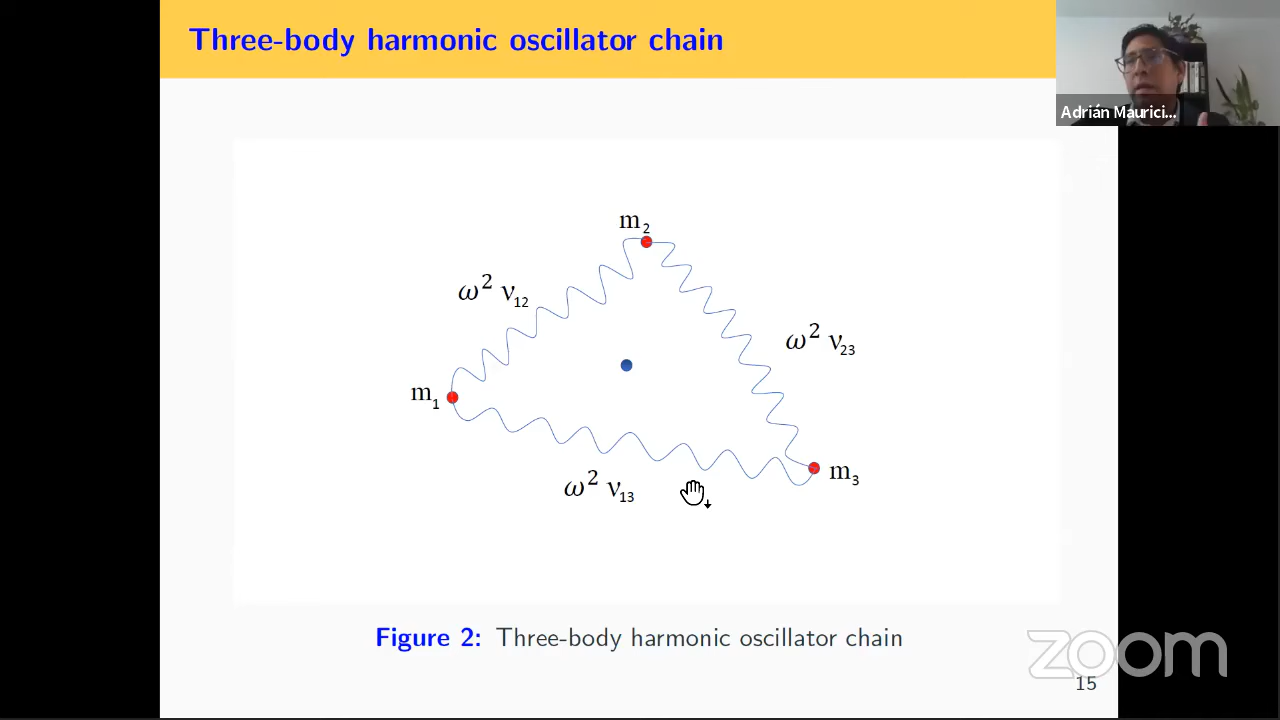 Three-body harmonic oscillator chain
Adrián Maurici...
m₂
ω² ν₁₂
ω² ν₂₃
m₁
m₃
ω² ν₁₃
Figure 2: Three-body harmonic oscillator chain
zoom
15